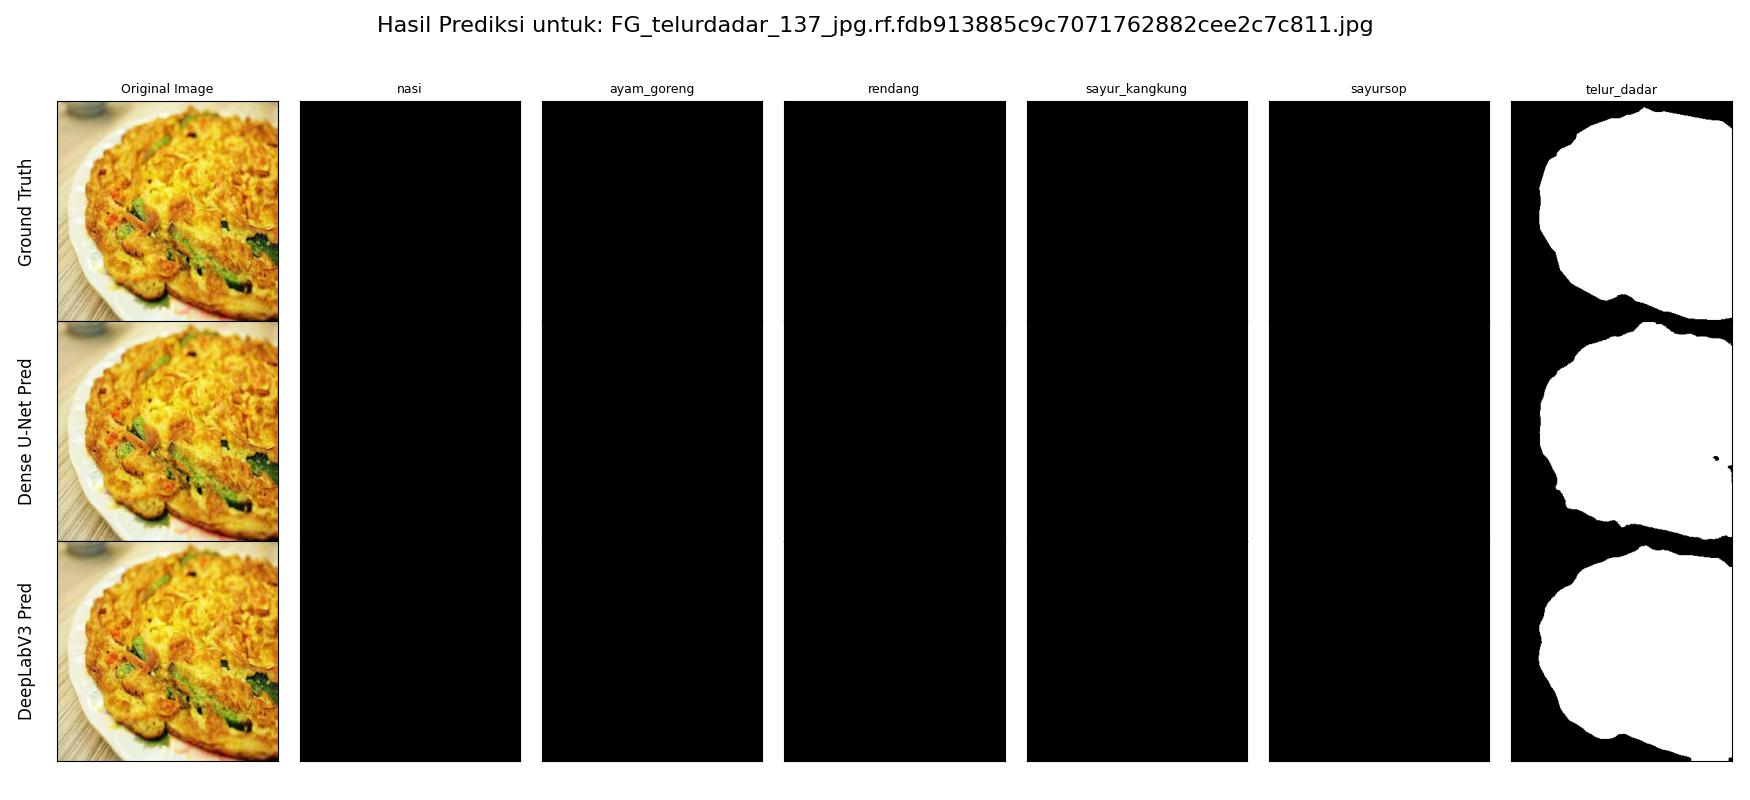 Hasil Prediksi untuk: FG_telurdadar_137_jpg.rf.fdb913885c9c7071762882cee2c7c811.jpg
Original Image
nasi
ayam_goreng
rendang
sayur_kangkung
sayursop
telur_dadar
Ground Truth
Dense U-Net Pred
DeepLabV3 Pred